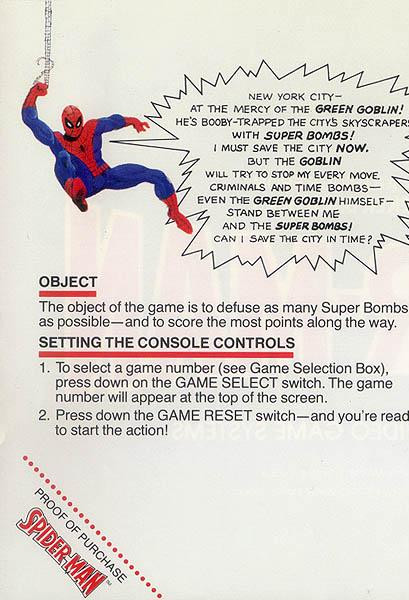 NEW YORK CITY—
AT THE MERCY OF THE GREEN GOBLIN!
HE'S BOOBY-TRAPPED THE CITY'S SKYSCRAPERS
WITH SUPER BOMBS!
I MUST SAVE THE CITY NOW.
BUT THE GOBLIN
WILL TRY TO STOP MY EVERY MOVE.
CRIMINALS AND TIME BOMBS—
EVEN THE GREEN GOBLIN HIMSELF—
STAND BETWEEN ME
AND THE SUPER BOMBS!
CAN I SAVE THE CITY IN TIME?
OBJECT
The object of the game is to defuse as many Super Bombs
as possible—and to score the most points along the way.
SETTING THE CONSOLE CONTROLS
1. To select a game number (see Game Selection Box),
press down on the GAME SELECT switch. The game
number will appear at the top of the screen.
2. Press down the GAME RESET switch—and you're read
to start the action!
PROOF OF PURCHASE
SPIDER-MAN